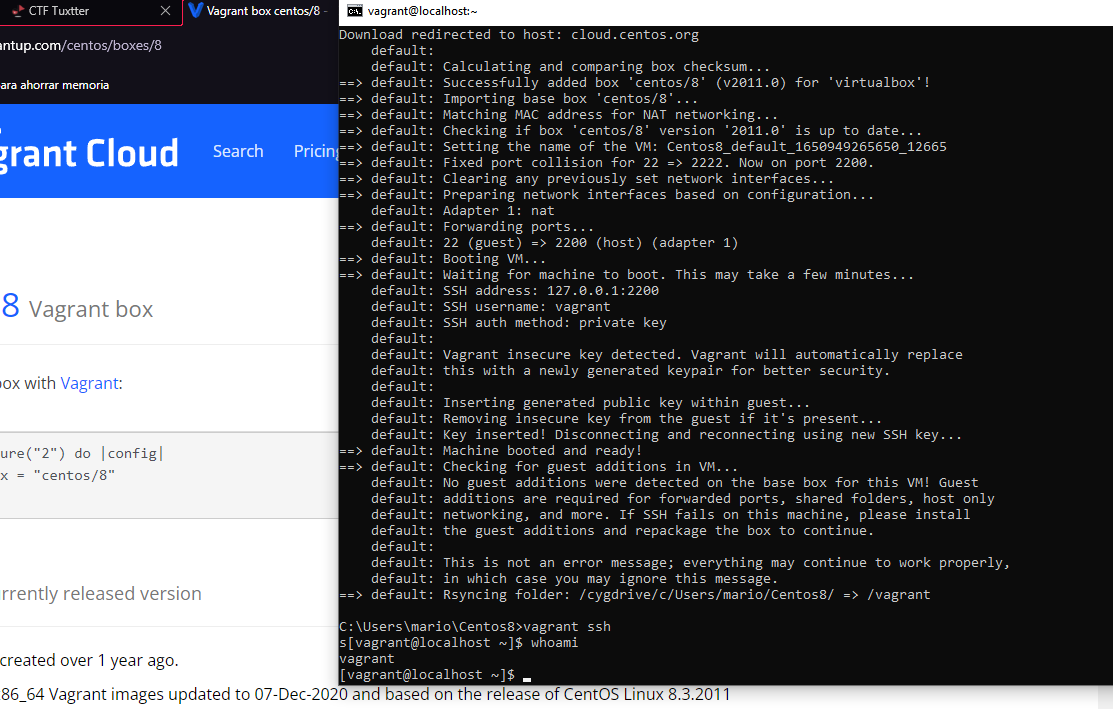 CTF Tuxtter
Vagrant box centos/8 -
antup.com/centos/boxes/8
ara ahorrar memoria
grant Cloud
Search
Pricing
8 Vagrant box
box with Vagrant:
ure("2") do |config|
x = "centos/8"
rrently released version
created over 1 year ago.
86_64 Vagrant images updated to 07-Dec-2020 and based on the release of CentOS Linux 8.3.2011
vagrant@localhost:~
Download redirected to host: cloud.centos.org
default:
default: Calculating and comparing box checksum...
==> default: Successfully added box 'centos/8' (v2011.0) for 'virtualbox'!
==> default: Importing base box 'centos/8'...
==> default: Matching MAC address for NAT networking...
==> default: Checking if box 'centos/8' version '2011.0' is up to date...
==> default: Setting the name of the VM: Centos8_default_1650949265650_12665
==> default: Fixed port collision for 22 => 2222. Now on port 2200.
==> default: Clearing any previously set network interfaces...
==> default: Preparing network interfaces based on configuration...
default: Adapter 1: nat
==> default: Forwarding ports...
default: 22 (guest) => 2200 (host) (adapter 1)
==> default: Booting VM...
==> default: Waiting for machine to boot. This may take a few minutes...
default: SSH address: 127.0.0.1:2200
default: SSH username: vagrant
default: SSH auth method: private key
default:
default: Vagrant insecure key detected. Vagrant will automatically replace
default: this with a newly generated keypair for better security.
default:
default: Inserting generated public key within guest...
default: Removing insecure key from the guest if it's present...
default: Key inserted! Disconnecting and reconnecting using new SSH key...
==> default: Machine booted and ready!
==> default: Checking for guest additions in VM...
default: No guest additions were detected on the base box for this VM! Guest
default: additions are required for forwarded ports, shared folders, host only
default: networking, and more. If SSH fails on this machine, please install
default: the guest additions and repackage the box to continue.
default:
default: This is not an error message; everything may continue to work properly,
default: in which case you may ignore this message.
==> default: Rsyncing folder: /cygdrive/c/Users/mario/Centos8/ => /vagrant
C:\Users\mario\Centos8>vagrant ssh
s[vagrant@localhost ~]$ whoami
vagrant
[vagrant@localhost ~]$